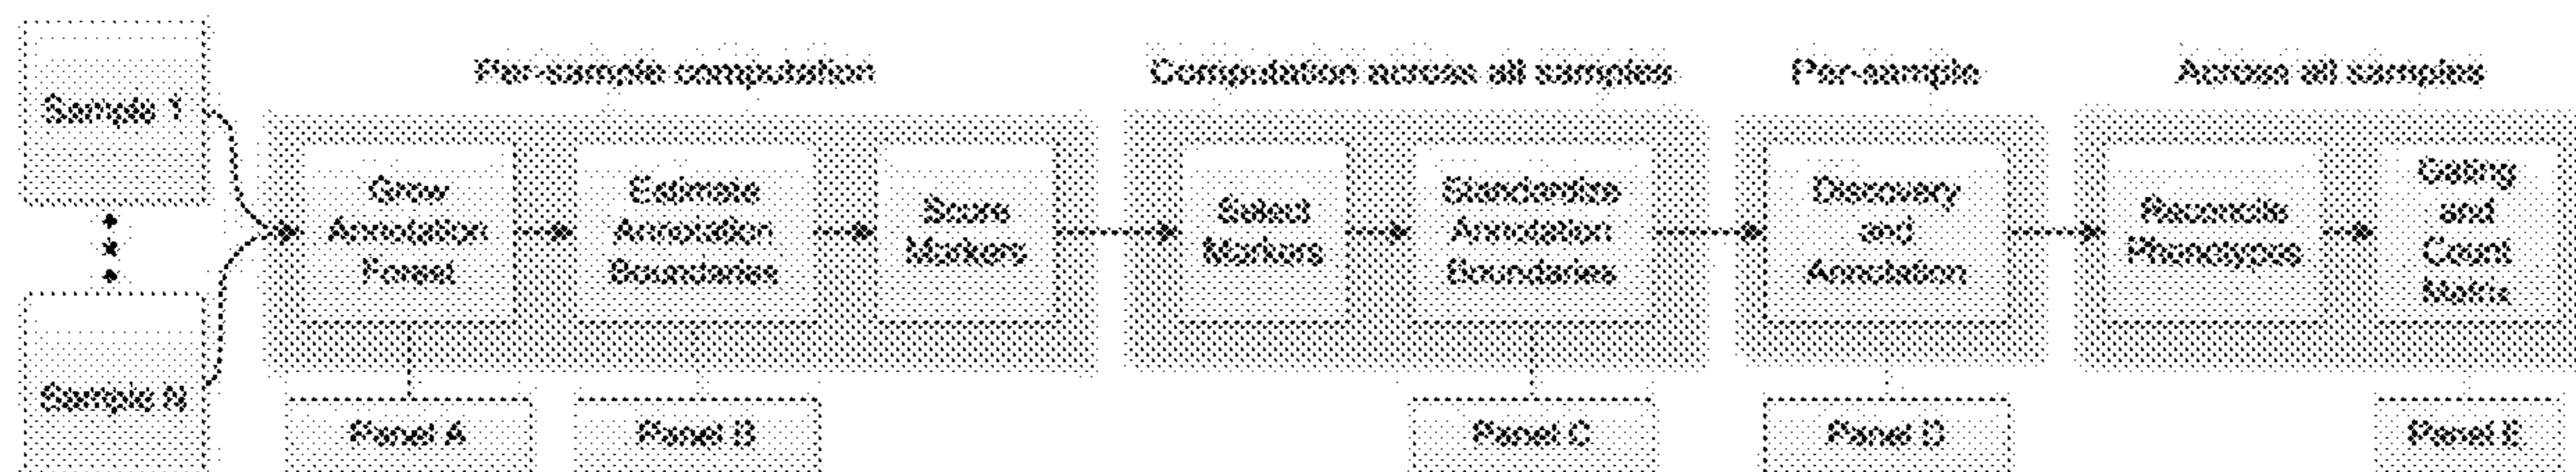 Per-sample computation
Computation across all samples
Per-sample
Across all samples
Sample 1
Sample N
Grow
Annotation
Forest
Estimate
Annotation
Boundaries
Score
Markers
Select
Markers
Standardize
Annotation
Boundaries
Discovery
and
Annotation
Reconcile
Phenotypes
Gating
and
Count
Matrix
Panel A
Panel B
Panel C
Panel D
Panel E